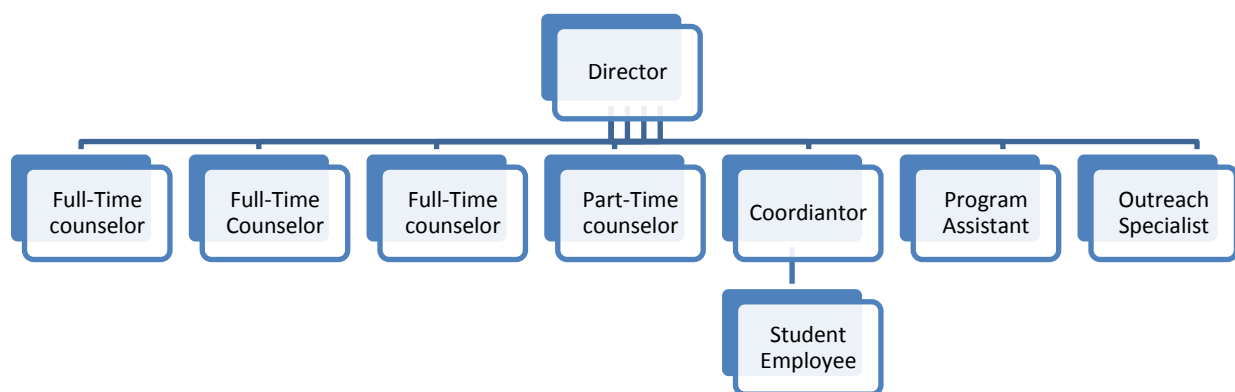 Director
Full-Time
counselor
Full-Time
Counselor
Full-Time
counselor
Part-Time
counselor
Coordiantor
Program
Assistant
Outreach
Specialist
Student
Employee